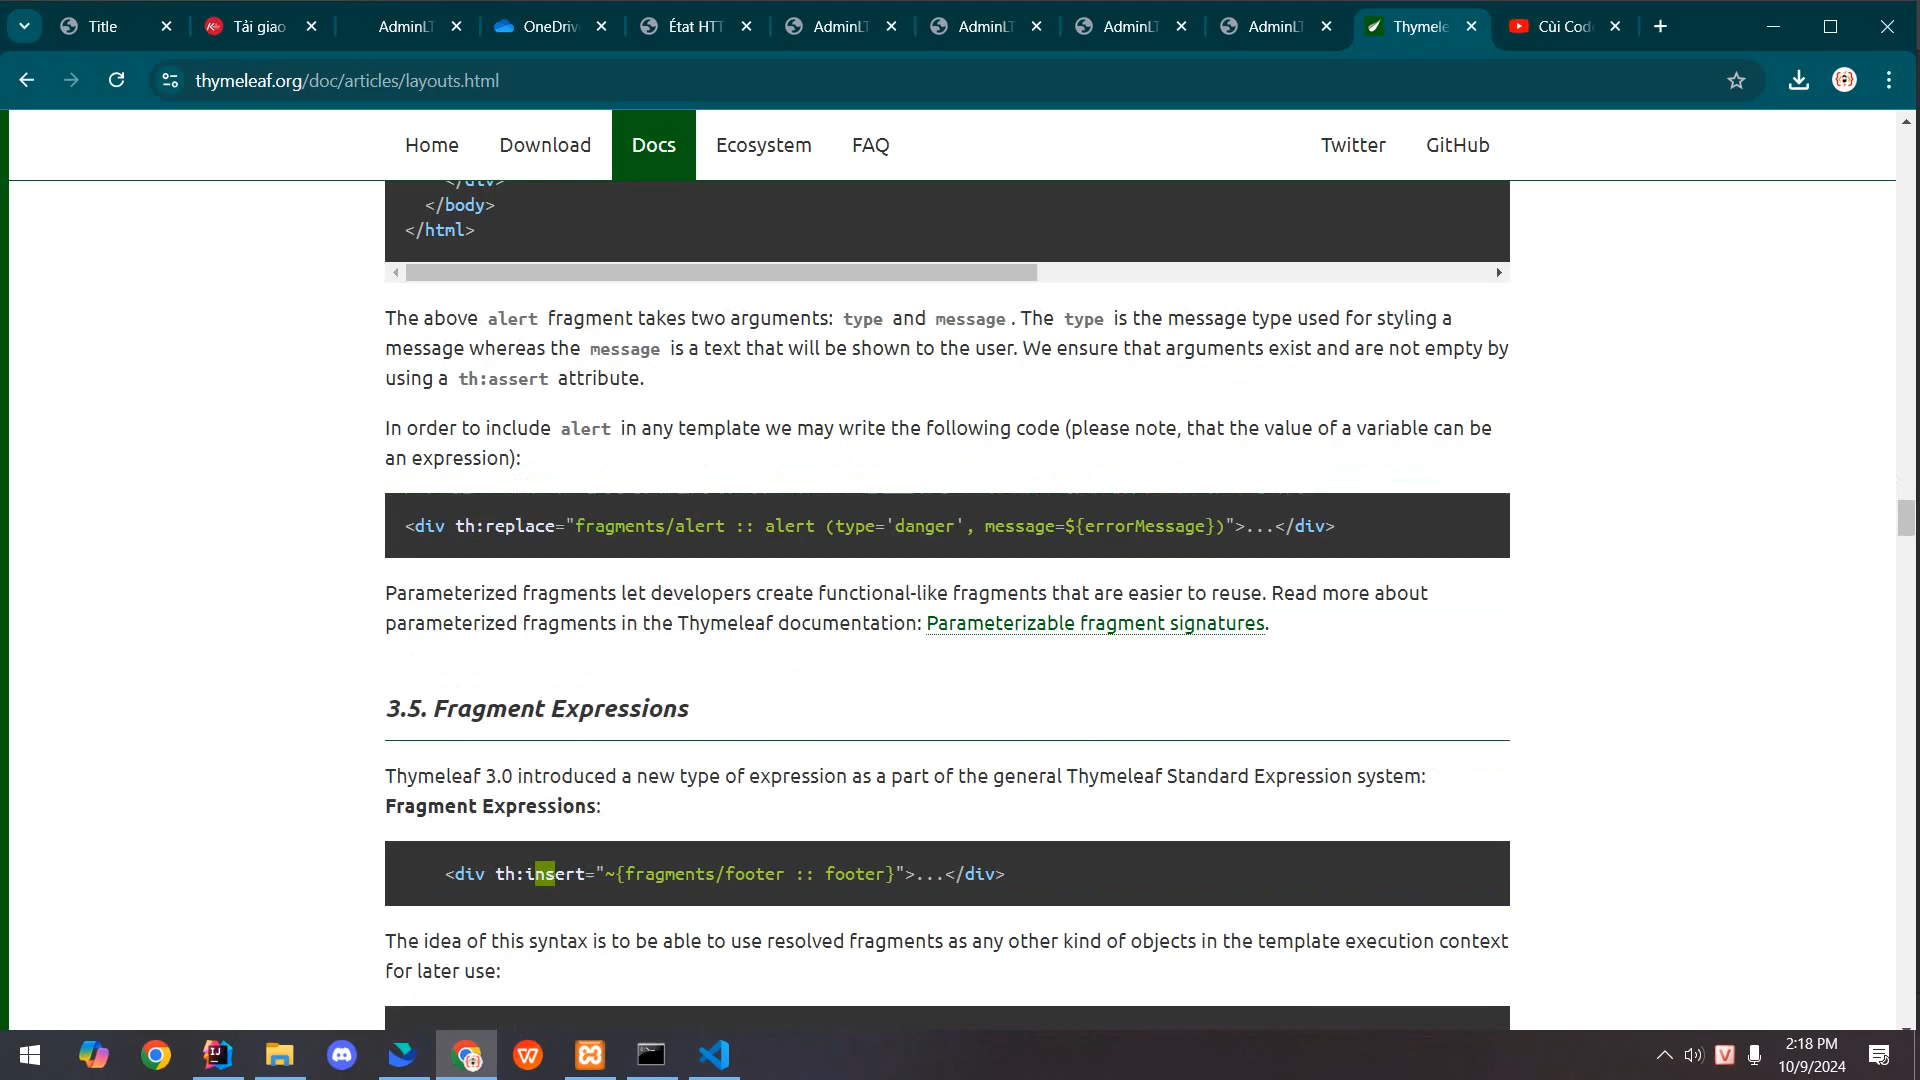 Title
Tải giao
AdminLT
OneDriv
État HTT
AdminLT
AdminLT
AdminLT
AdminLT
Thymele
Cùi Cod
thymeleaf.org/doc/articles/layouts.html
Home
Download
Docs
Ecosystem
FAQ
Twitter
GitHub
</div>
</body>
</html>
The above alert fragment takes two arguments: type and message. The type is the message type used for styling a
message whereas the message is a text that will be shown to the user. We ensure that arguments exist and are not empty by
using a th:assert attribute.
In order to include alert in any template we may write the following code (please note, that the value of a variable can be
an expression):
<div th:replace="fragments/alert :: alert (type='danger', message=${errorMessage})">...</div>
Parameterized fragments let developers create functional-like fragments that are easier to reuse. Read more about
parameterized fragments in the Thymeleaf documentation: Parameterizable fragment signatures.
3.5. Fragment Expressions
Thymeleaf 3.0 introduced a new type of expression as a part of the general Thymeleaf Standard Expression system:
Fragment Expressions:
<div th:insert="~{fragments/footer :: footer}">...</div>
The idea of this syntax is to be able to use resolved fragments as any other kind of objects in the template execution context
for later use:
2:18 PM
10/9/2024